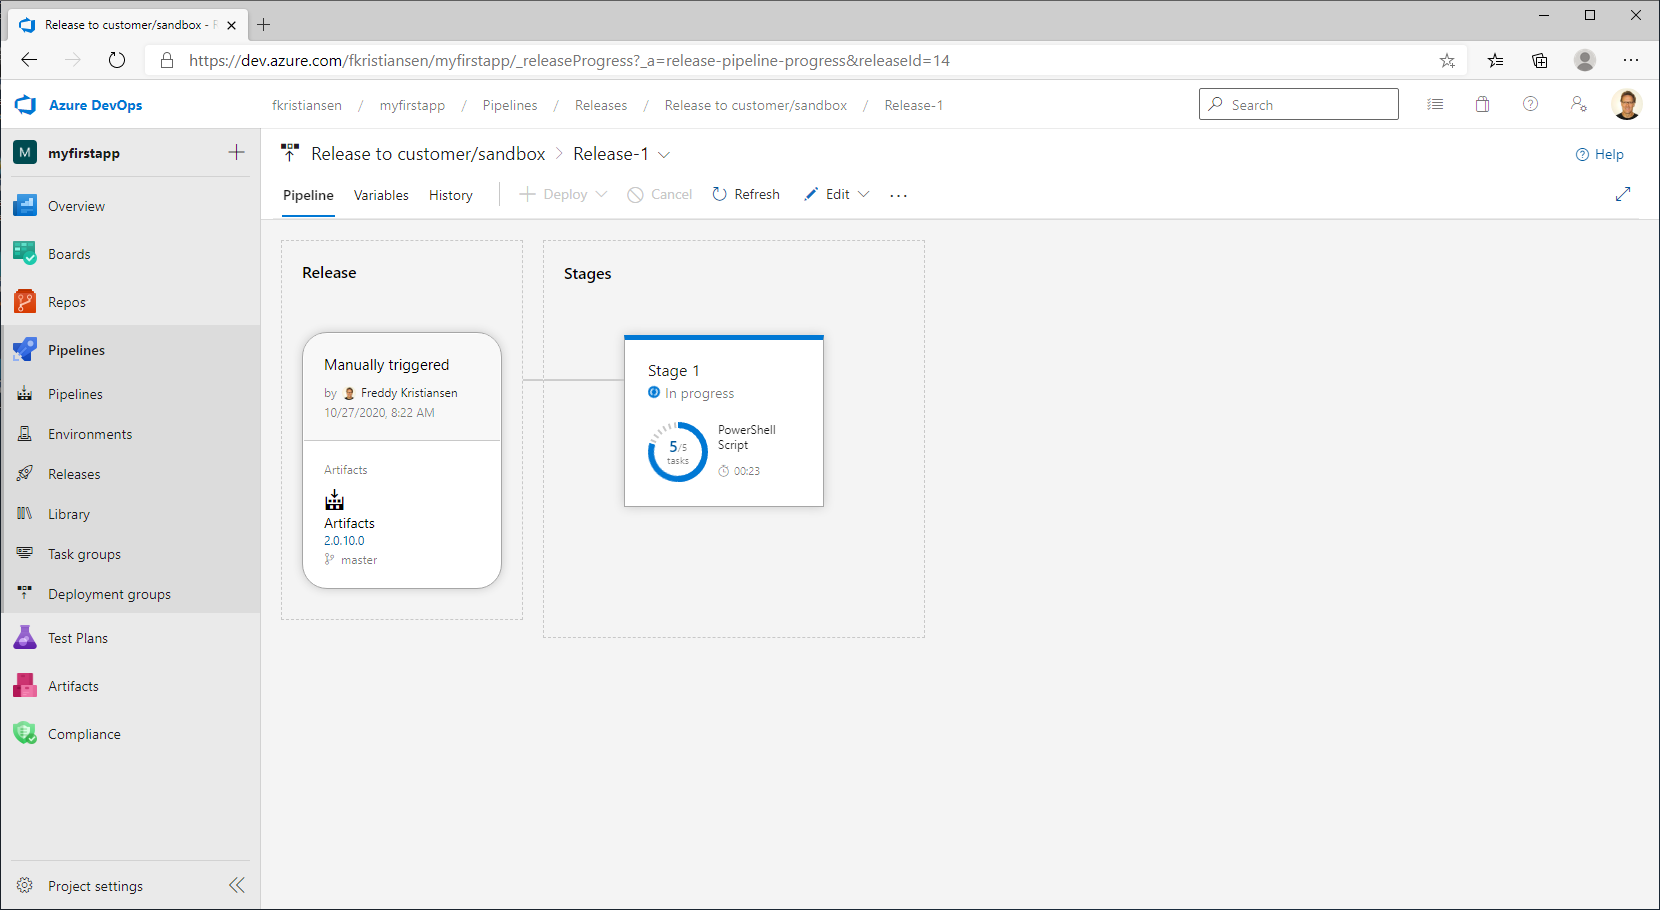 Release to customer/sandbox - R
https://dev.azure.com/fkristiansen/myfirstapp/_releaseProgress?_a=release-pipeline-progress&releaseId=14
Azure DevOps
fkristiansen / myfirstapp / Pipelines / Releases / Release to customer/sandbox / Release-1
Search
M myfirstapp
Overview
Boards
Repos
Pipelines
Pipelines
Environments
Releases
Library
Task groups
Deployment groups
Test Plans
Artifacts
Compliance
Project settings
Release to customer/sandbox > Release-1
Help
Pipeline Variables History Deploy Cancel Refresh Edit ...
Release
Manually triggered
by Freddy Kristiansen
10/27/2020, 8:22 AM
Artifacts
Artifacts
2.0.10.0
master
Stages
Stage 1
In progress
5/5
tasks
PowerShell
Script
00:23